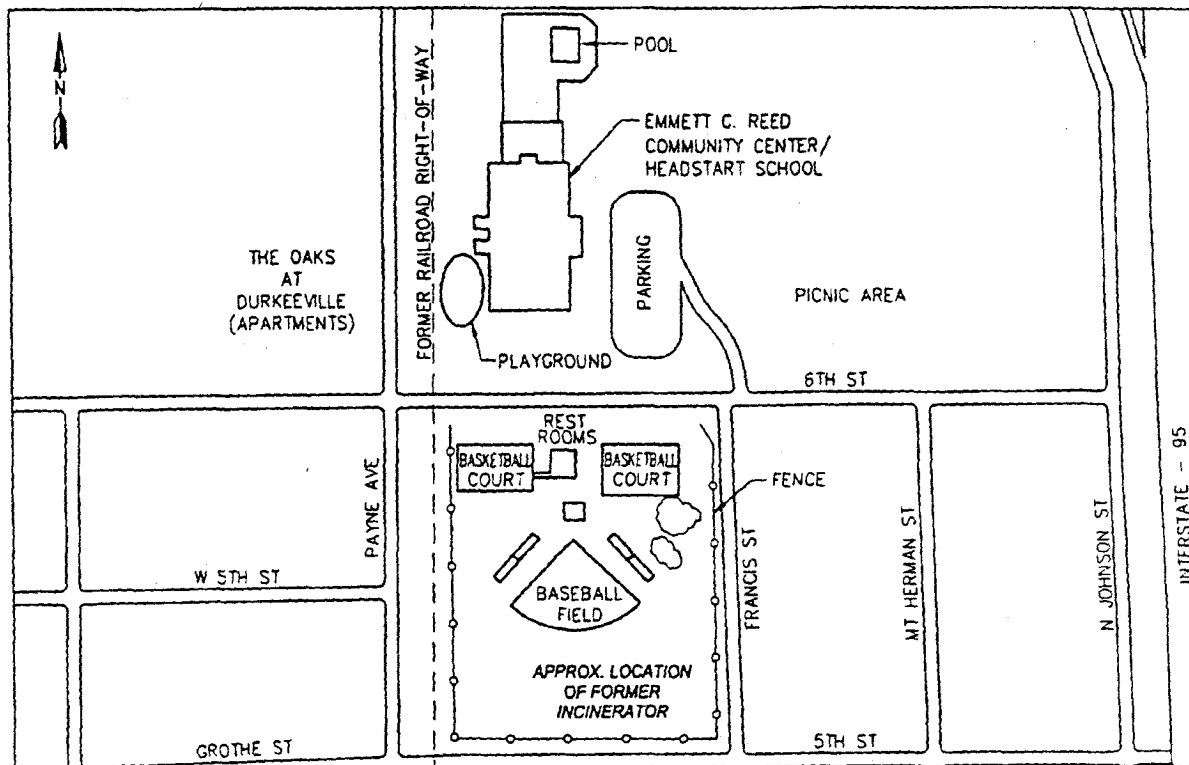 N
POOL
EMMETT C. REED
COMMUNITY CENTER/
HEADSTART SCHOOL
FORMER RAILROAD RIGHT-OF-WAY
THE OAKS
AT
DURKEEVILLE
(APARTMENTS)
PARKING
PICNIC AREA
PLAYGROUND
6TH ST
REST
ROOMS
BASKETBALL
COURT
BASKETBALL
COURT
FENCE
PAYNE AVE
W 5TH ST
BASEBALL
FIELD
FRANCIS ST
MT HERMAN ST
N JOHNSON ST
INTERSTATE - 95
APPROX. LOCATION
OF FORMER
INCINERATOR
GROTHE ST
5TH ST